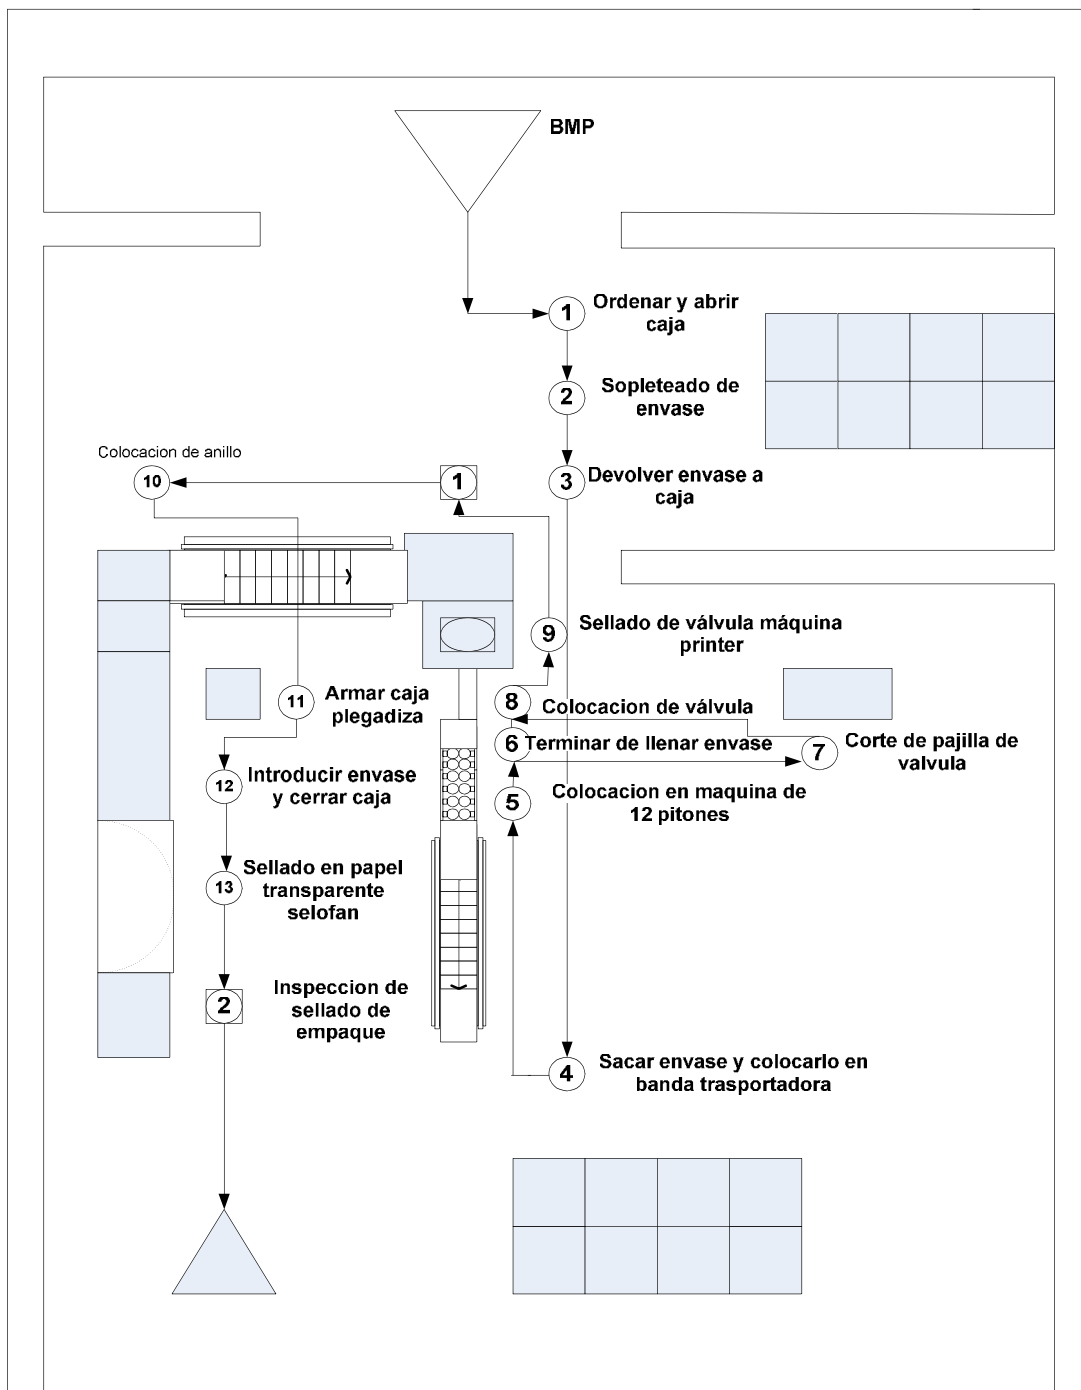 BMP
1
Ordenar y abrir
caja
2
Sopleteado de
envase
3
Devolver envase a
caja
Colocacion de anillo
10
1
9
Sellado de válvula máquina
printer
11
Armar caja
plegadiza
8
Colocacion de válvula
6
Terminar de llenar envase
7
Corte de pajilla de
valvula
12
Introducir envase
y cerrar caja
5
Colocacion en maquina de
12 pitones
13
Sellado en papel
transparente
selofan
2
Inspeccion de
sellado de
empaque
4
Sacar envase y colocarlo en
banda trasportadora